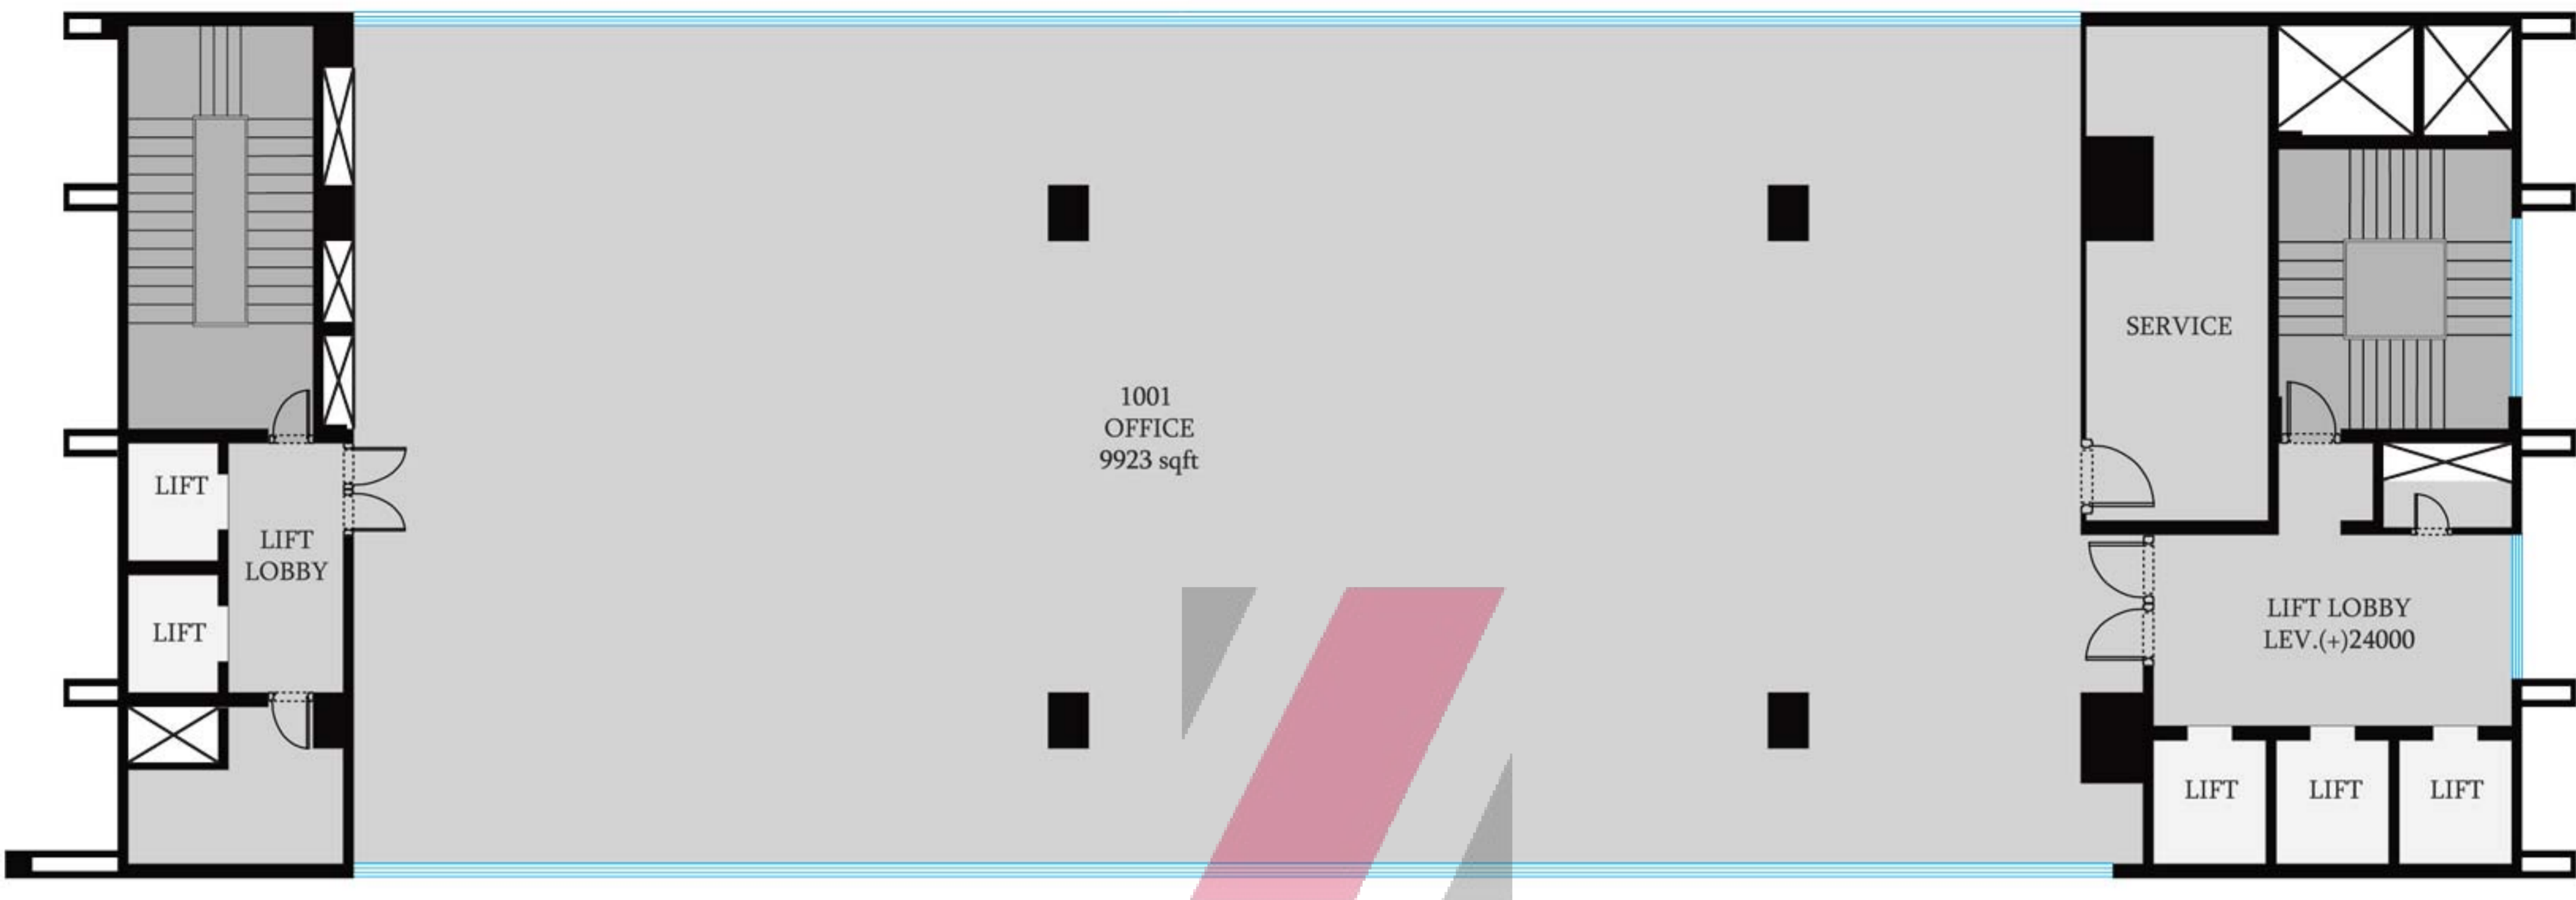 LIFT
LIFT
LOBBY
LIFT
1001
OFFICE
9923 sqft
SERVICE
LIFT LOBBY
LEV.(+)24000
LIFT
LIFT
LIFT